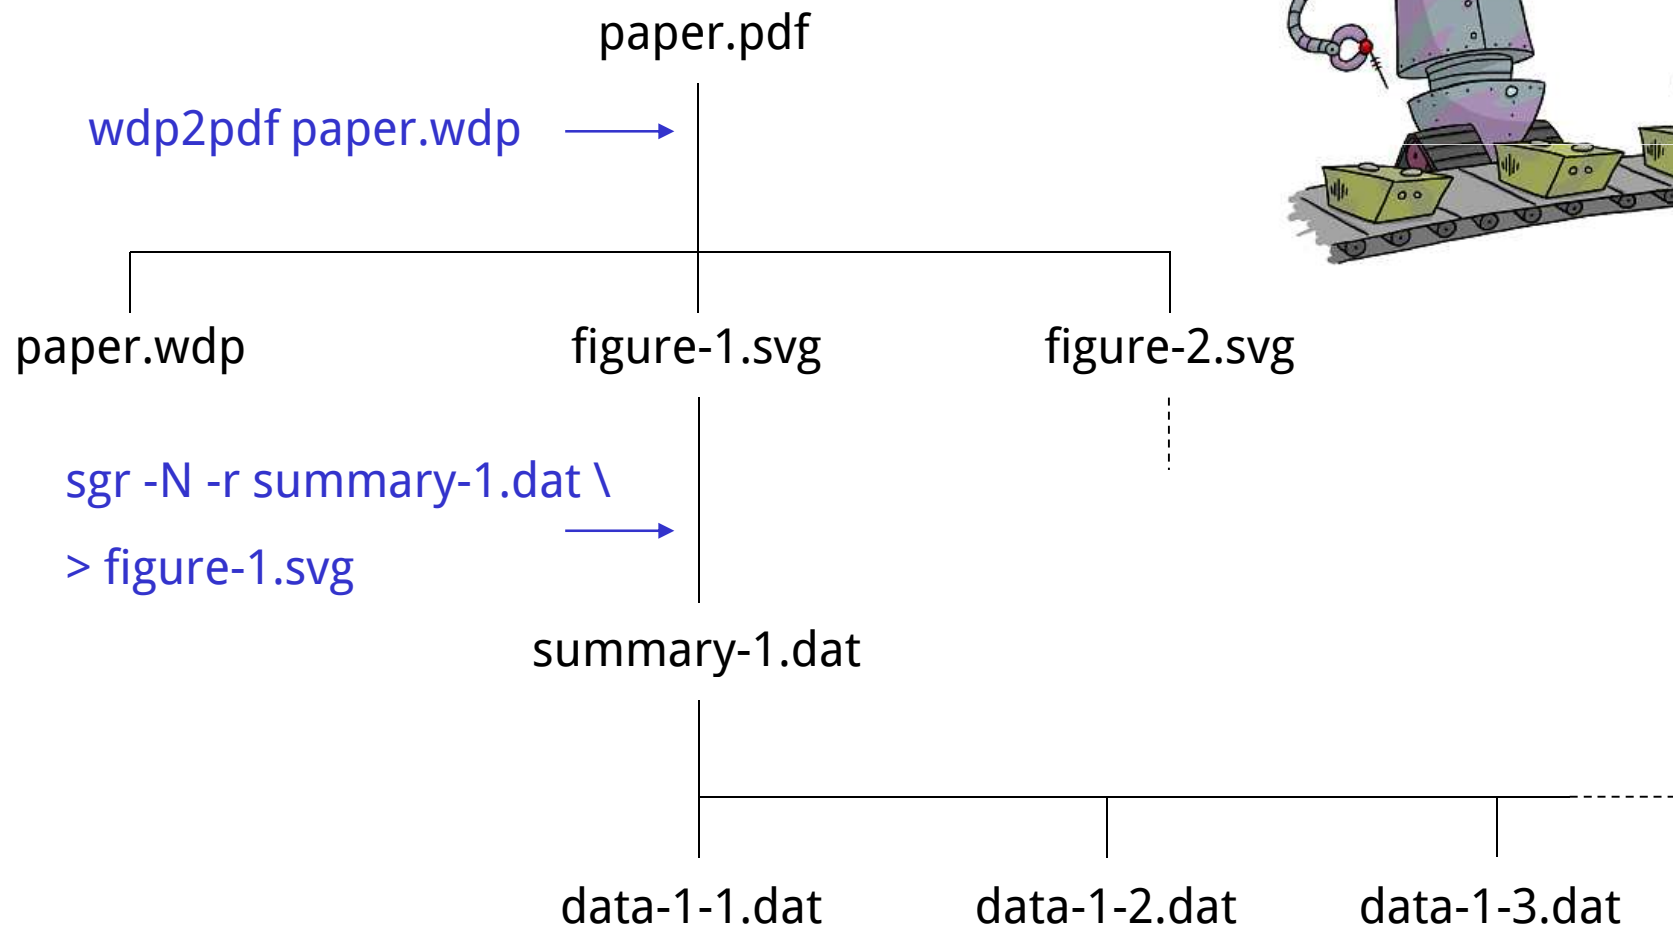 paper.pdf
wdp2pdf paper.wdp
paper.wdp
figure-1.svg
figure-2.svg
sgr -N -r summary-1.dat \
> figure-1.svg
summary-1.dat
data-1-1.dat
data-1-2.dat
data-1-3.dat